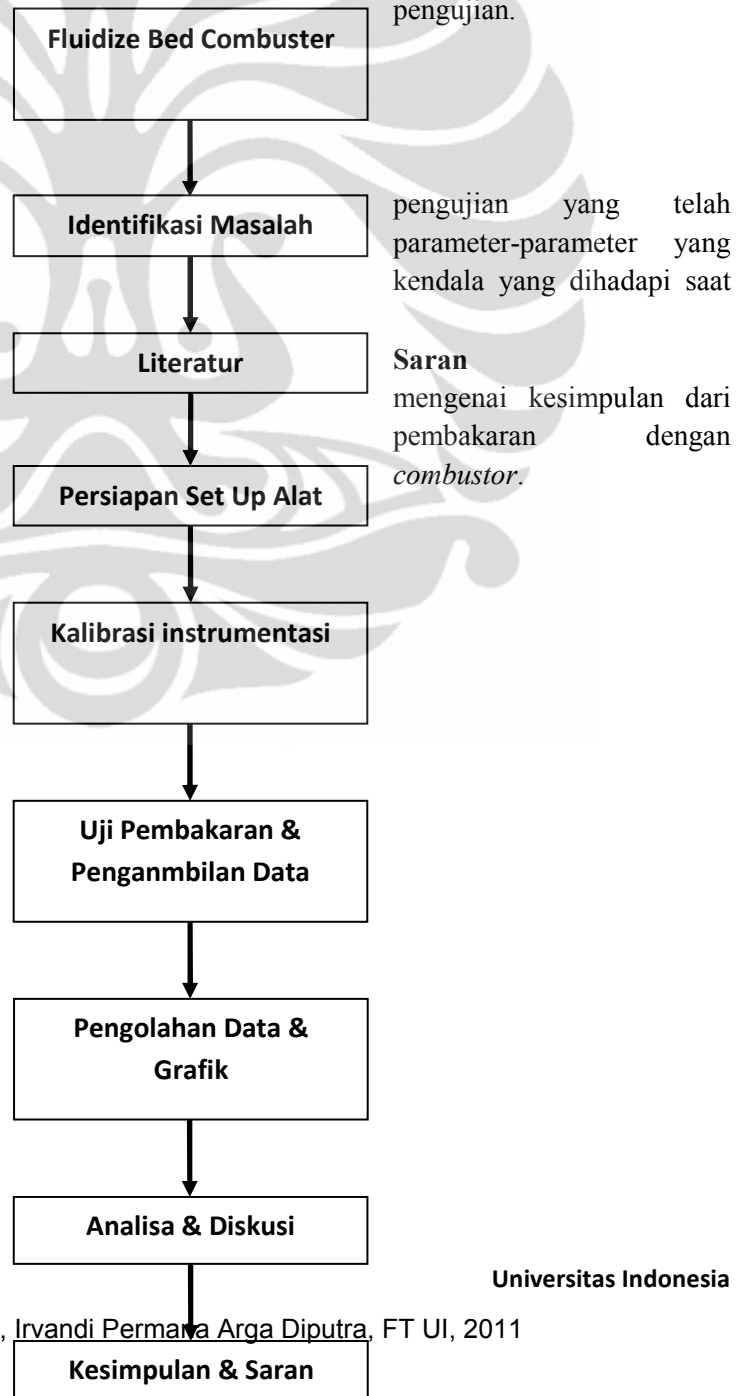 pengujian.
Fluidize Bed Combuster
Identifikasi Masalah
pengujian yang telah
parameter-parameter yang
kendala yang dihadapi saat
Literatur
Saran
mengenai kesimpulan dari
pembakaran dengan
combustor.
Persiapan Set Up Alat
Kalibrasi instrumentasi
Uji Pembakaran &
Penganmbilan Data
Pengolahan Data &
Grafik
Analisa & Diskusi
Universitas Indonesia
, Irvandi Permana Arga Diputra, FT UI, 2011
Kesimpulan & Saran